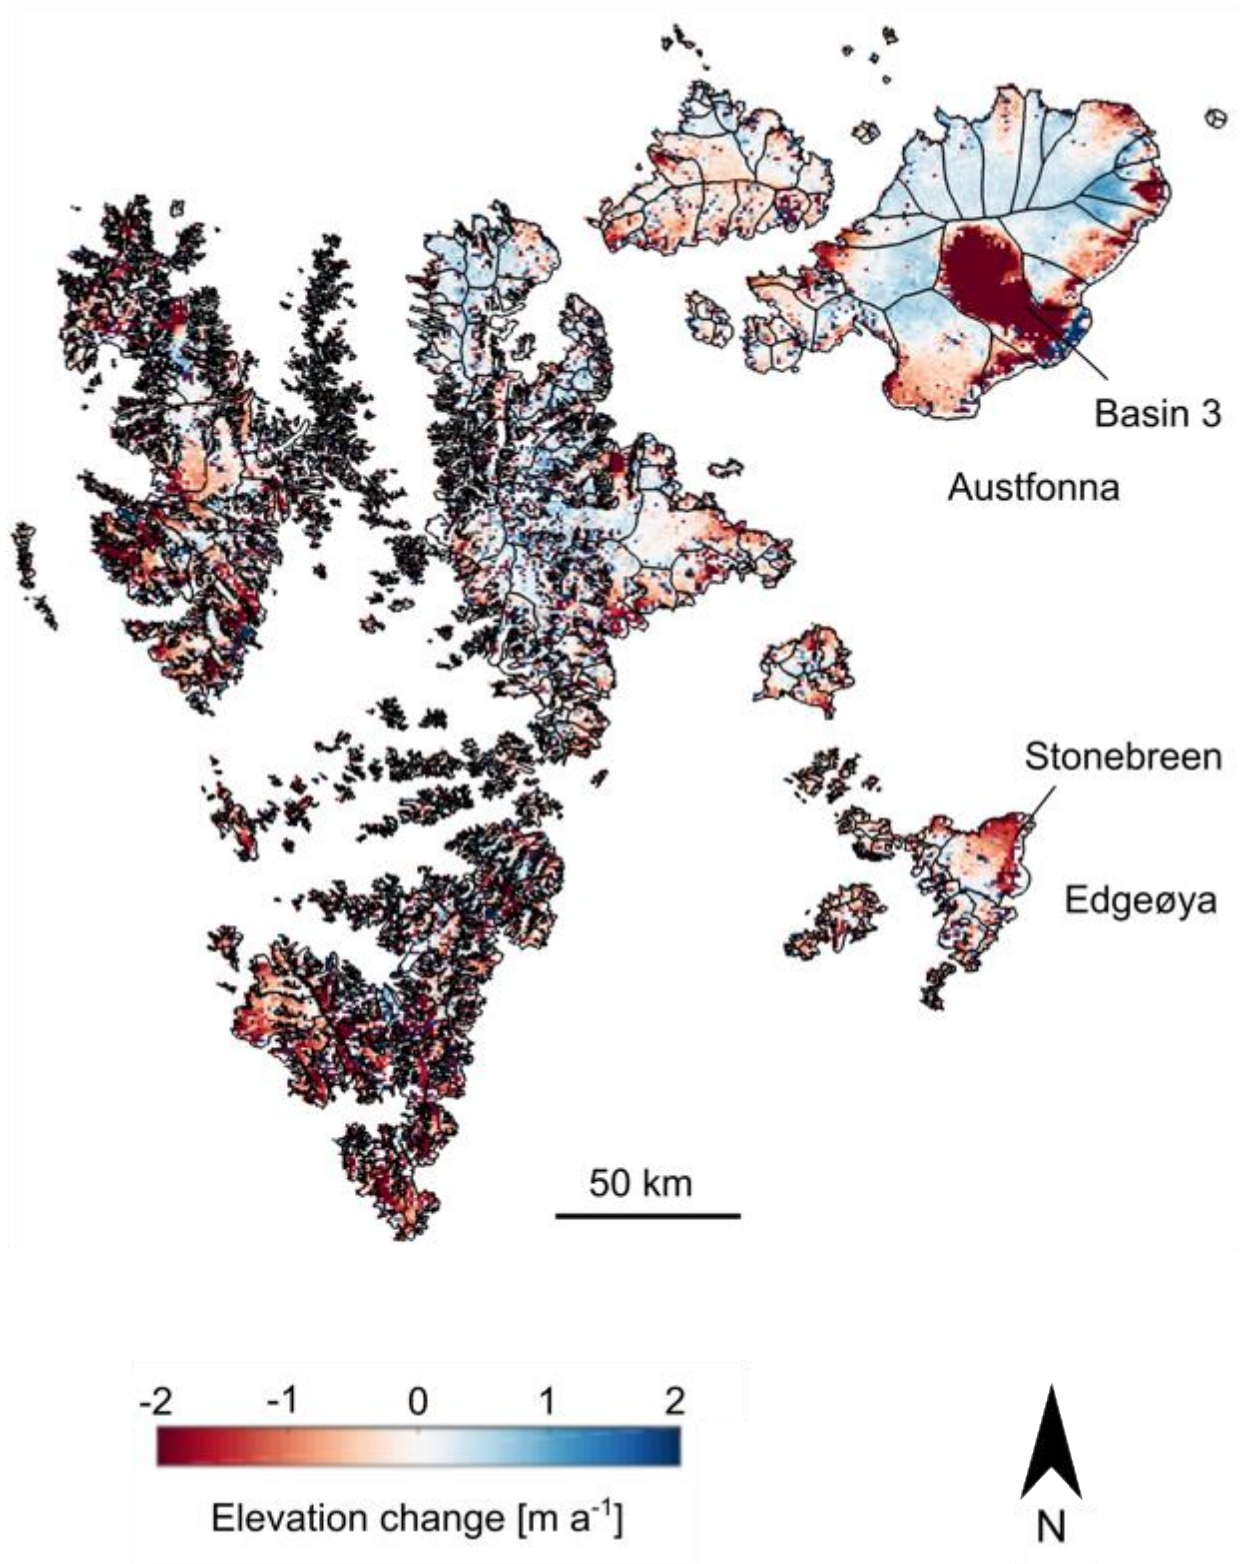 Basin 3
Austfonna
Stonebreen
Edgeøya
50 km
-2 -1 0 1 2
Elevation change [m a-1]
N